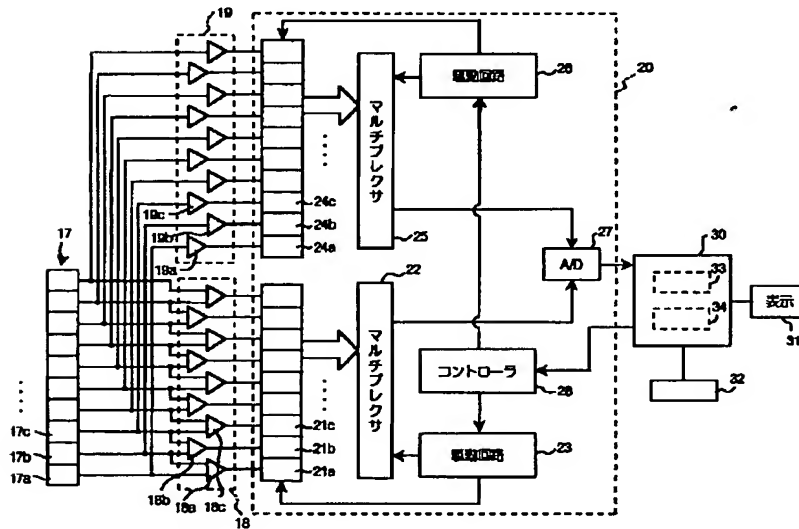 19
20
駆動回路
26
マルチプレクサ
19c
19b
19a
24c
24b
24a
25
27
A/D
30
33
34
表示
31
32
17
17c
17b
17a
22
マルチプレクサ
コントローラ
28
21c
21b
21a
駆動回路
23
18b
18a
18c
18